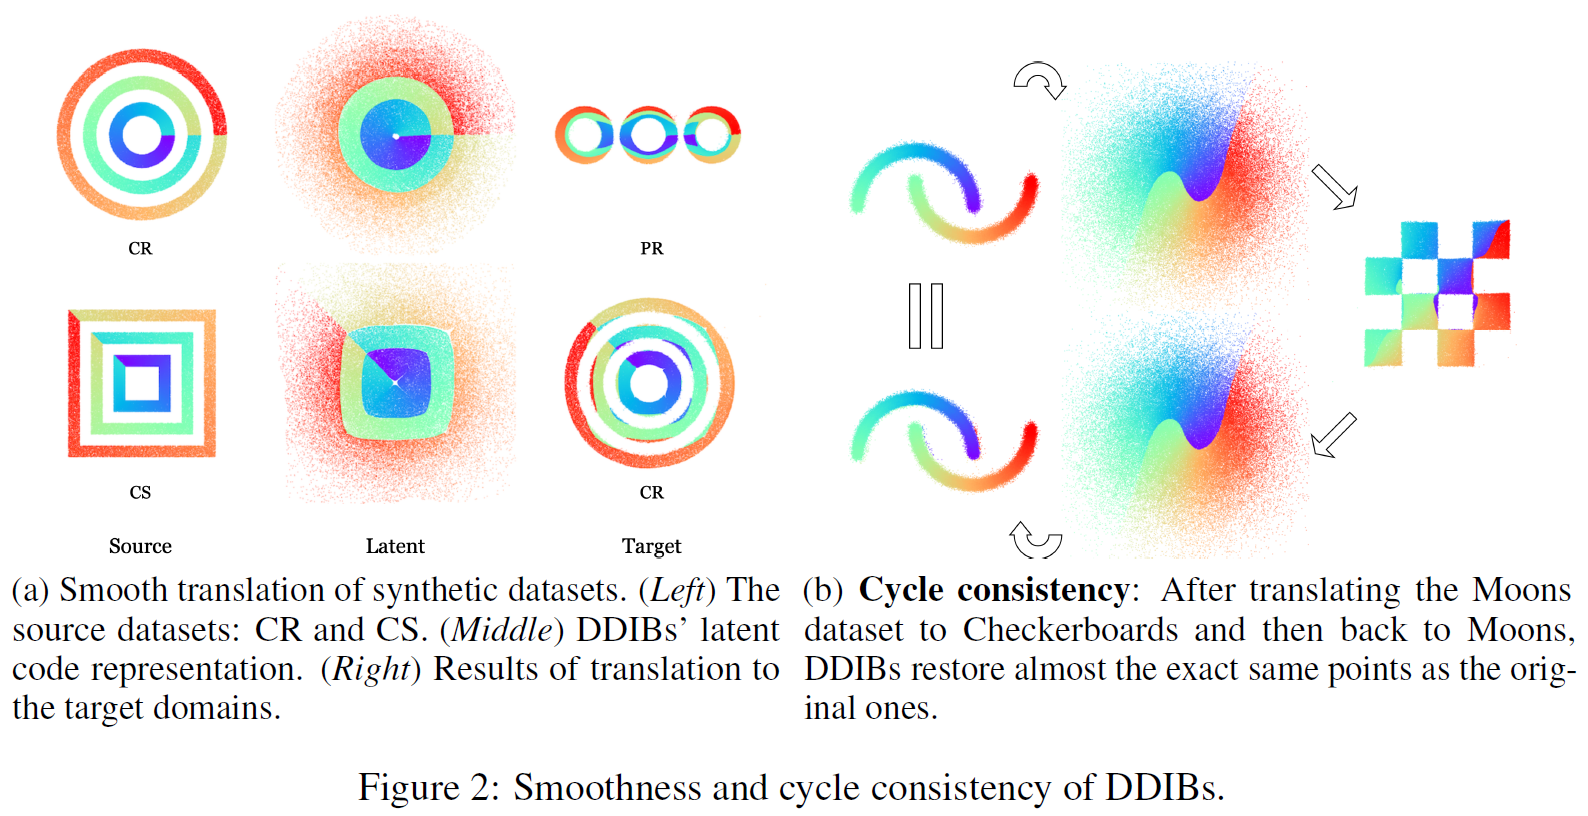 CR
PR
CS
CR
Source
Latent
Target
(a) Smooth translation of synthetic datasets. (Left) The
source datasets: CR and CS. (Middle) DDIBs' latent
code representation. (Right) Results of translation to
the target domains.
(b) Cycle consistency: After translating the Moons
dataset to Checkerboards and then back to Moons,
DDIBs restore almost the exact same points as the orig-
inal ones.
Figure 2: Smoothness and cycle consistency of DDIBs.